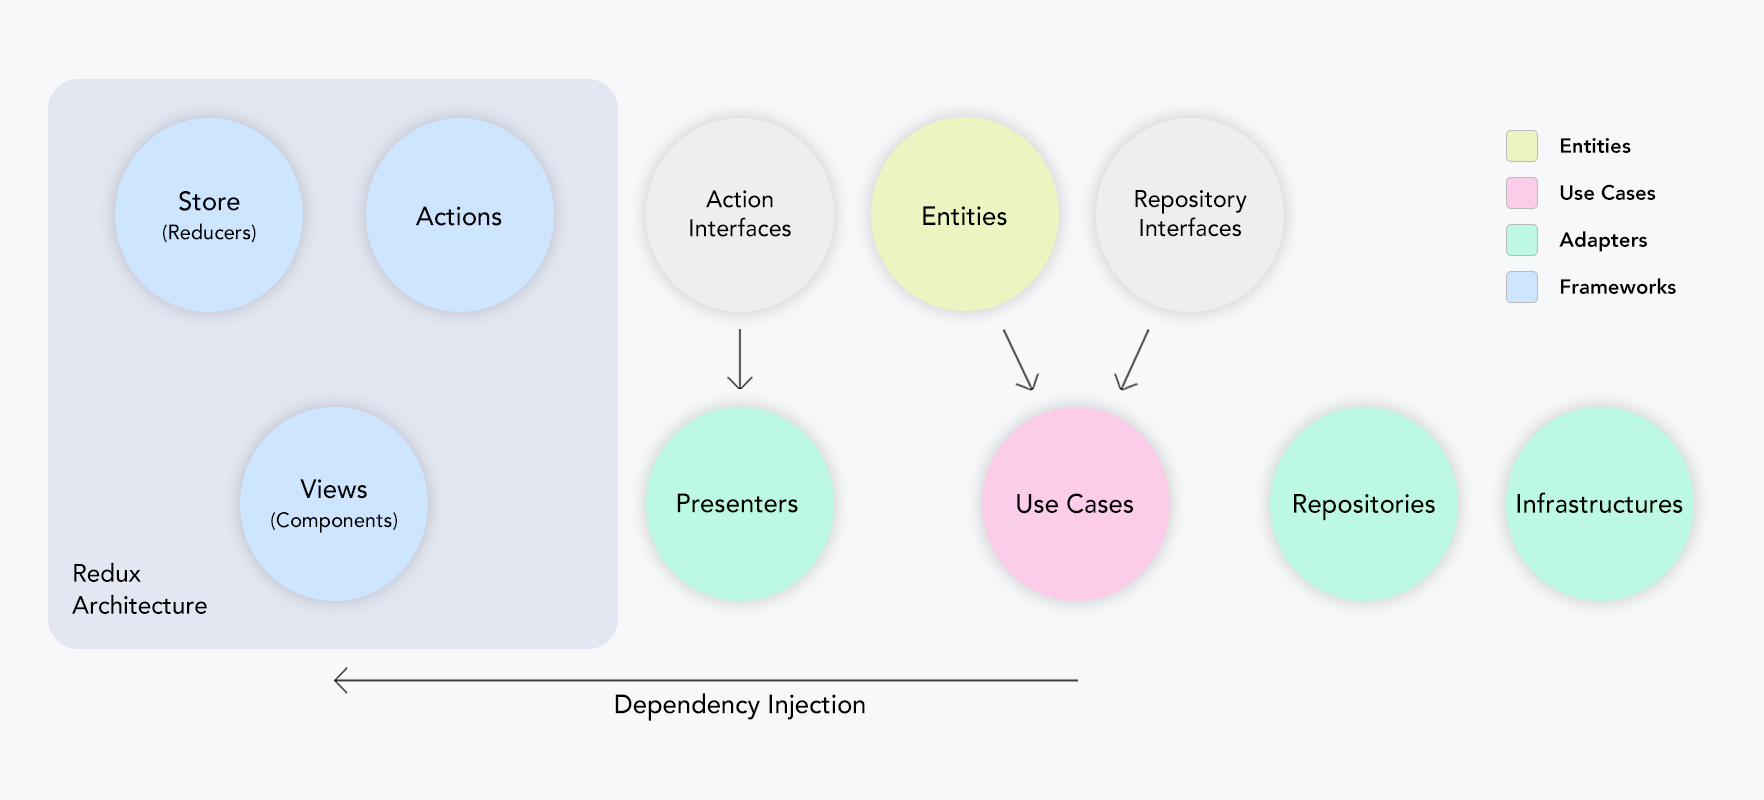 Store
(Reducers)
Actions
Action
Interfaces
Entities
Repository
Interfaces
Entities
Use Cases
Adapters
Frameworks
Views
(Components)
Presenters
Use Cases
Repositories
Infrastructures
Redux
Architecture
Dependency Injection